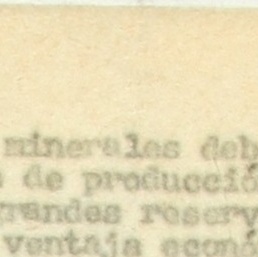 minerales deb
de producció
grandes reserv
ventaja econó